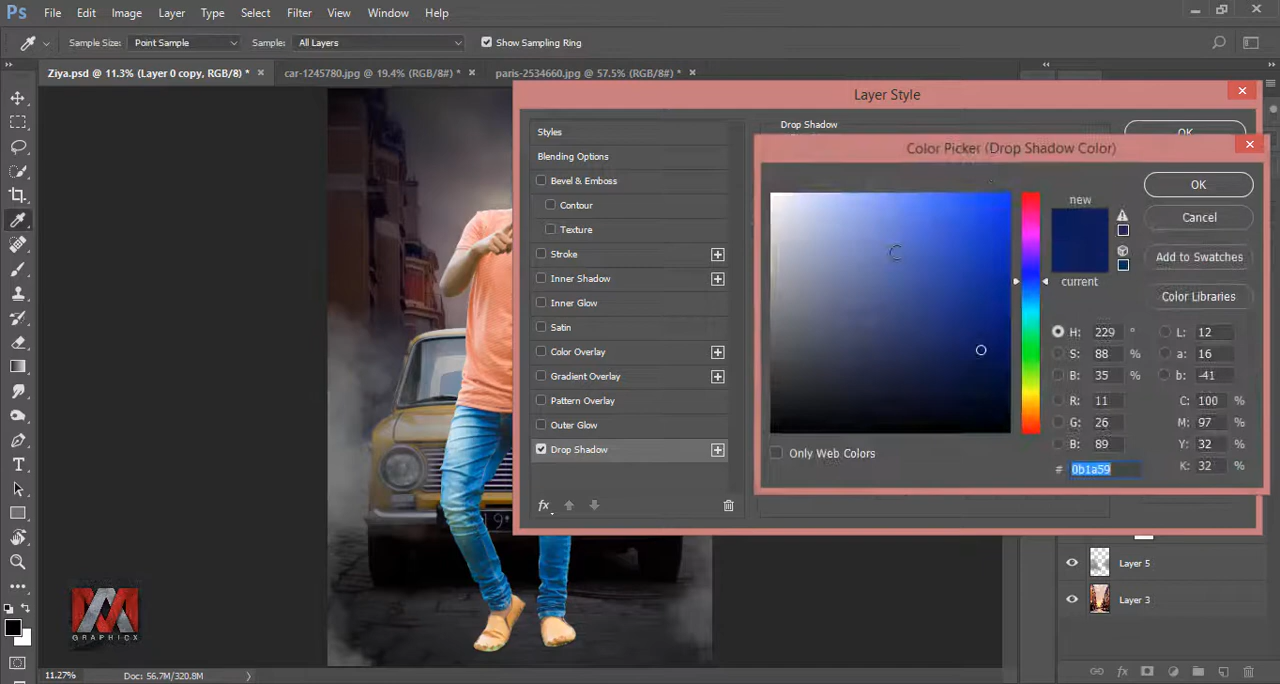 Ps File Edit Image Layer Type Select Filter View Window Help
Sample Size: Point Sample Sample: All Layers Show Sampling Ring
Ziya.psd @ 11.3% (Layer 0 copy, RGB/8) * × car-1245780.jpg @ 19.4% (RGB/8#) * × paris-2534660.jpg @ 57.5% (RGB/8#) * ×
Layer Style
Styles
Blending Options
Bevel & Emboss
Contour
Texture
Stroke
Inner Shadow
Inner Glow
Satin
Color Overlay
Gradient Overlay
Pattern Overlay
Outer Glow
Drop Shadow
fx
Drop Shadow
OK
Color Picker (Drop Shadow Color)
new
current
OK
Cancel
Add to Swatches
Color Libraries
H: 229 °
S: 88 %
B: 35 %
R: 11
G: 26
B: 89
# 0b1a59
L: 12
a: 16
b: -41
C: 100 %
M: 97 %
Y: 32 %
K: 32 %
Only Web Colors
Layer 5
Layer 3
fx
GRAPHICX
11.27% Doc: 56.7M/320.8M